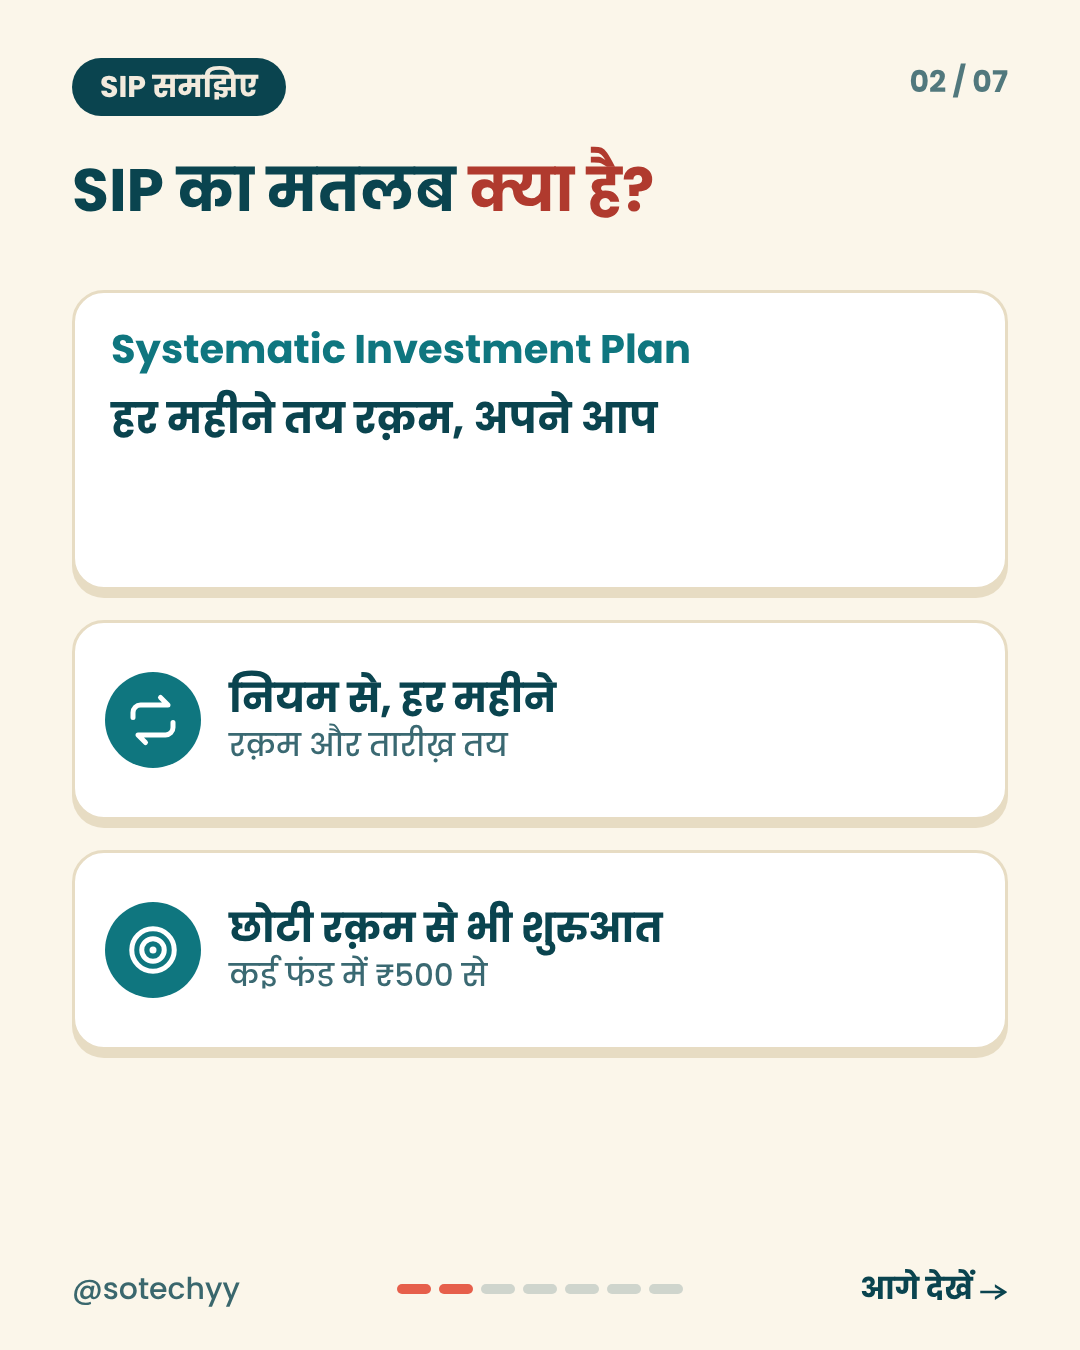 SIP समझिए
02 / 07
SIP का मतलब क्या है?
Systematic Investment Plan
हर महीने तय रक़म, अपने आप
नियम से, हर महीने
रक़म और तारीख़ तय
छोटी रक़म से भी शुरुआत
कई फंड में ₹500 से
@sotechyy
आगे देखें →